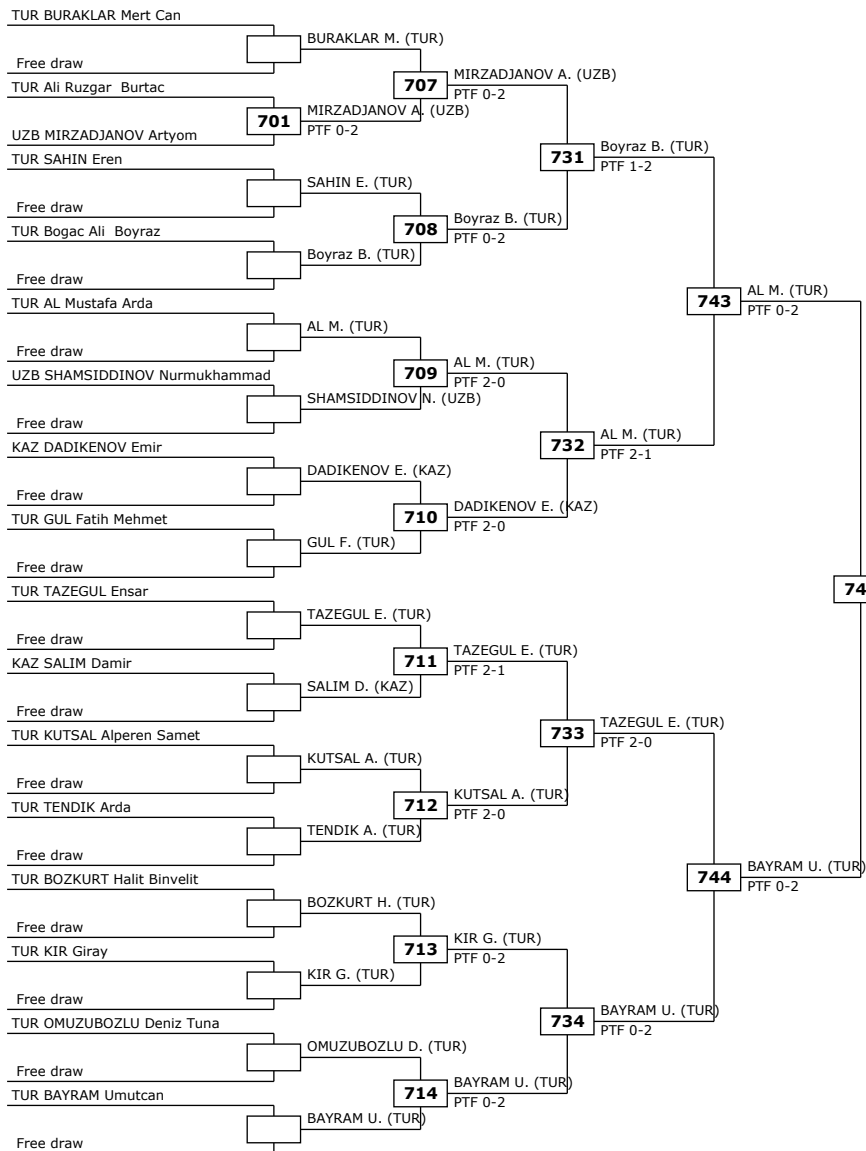 TUR BURAKLAR Mert Can
BURAKLAR M. (TUR)
Free draw
707 MIRZADJANOV A. (UZB)
PTF 0-2
TUR Ali Ruzgar  Burtac
701 MIRZADJANOV A. (UZB)
PTF 0-2
UZB MIRZADJANOV Artyom
731 Boyraz B. (TUR)
PTF 1-2
TUR SAHIN Eren
SAHIN E. (TUR)
Free draw
708 Boyraz B. (TUR)
PTF 0-2
TUR Bogac Ali  Boyraz
Boyraz B. (TUR)
Free draw
743 AL M. (TUR)
PTF 0-2
TUR AL Mustafa Arda
AL M. (TUR)
Free draw
709 AL M. (TUR)
PTF 2-0
UZB SHAMSIDDINOV Nurmukhammad
SHAMSIDDINOV N. (UZB)
Free draw
732 AL M. (TUR)
PTF 2-1
KAZ DADIKENOV Emir
DADIKENOV E. (KAZ)
Free draw
710 DADIKENOV E. (KAZ)
PTF 2-0
TUR GUL Fatih Mehmet
GUL F. (TUR)
Free draw
74
TUR TAZEGUL Ensar
TAZEGUL E. (TUR)
Free draw
711 TAZEGUL E. (TUR)
PTF 2-1
KAZ SALIM Damir
SALIM D. (KAZ)
Free draw
733 TAZEGUL E. (TUR)
PTF 2-0
TUR KUTSAL Alperen Samet
KUTSAL A. (TUR)
Free draw
712 KUTSAL A. (TUR)
PTF 2-0
TUR TENDIK Arda
TENDIK A. (TUR)
Free draw
744 BAYRAM U. (TUR)
PTF 0-2
TUR BOZKURT Halit Binvelit
BOZKURT H. (TUR)
Free draw
713 KIR G. (TUR)
PTF 0-2
TUR KIR Giray
KIR G. (TUR)
Free draw
734 BAYRAM U. (TUR)
PTF 0-2
TUR OMUZUBOZLU Deniz Tuna
OMUZUBOZLU D. (TUR)
Free draw
714 BAYRAM U. (TUR)
PTF 0-2
TUR BAYRAM Umutcan
BAYRAM U. (TUR)
Free draw